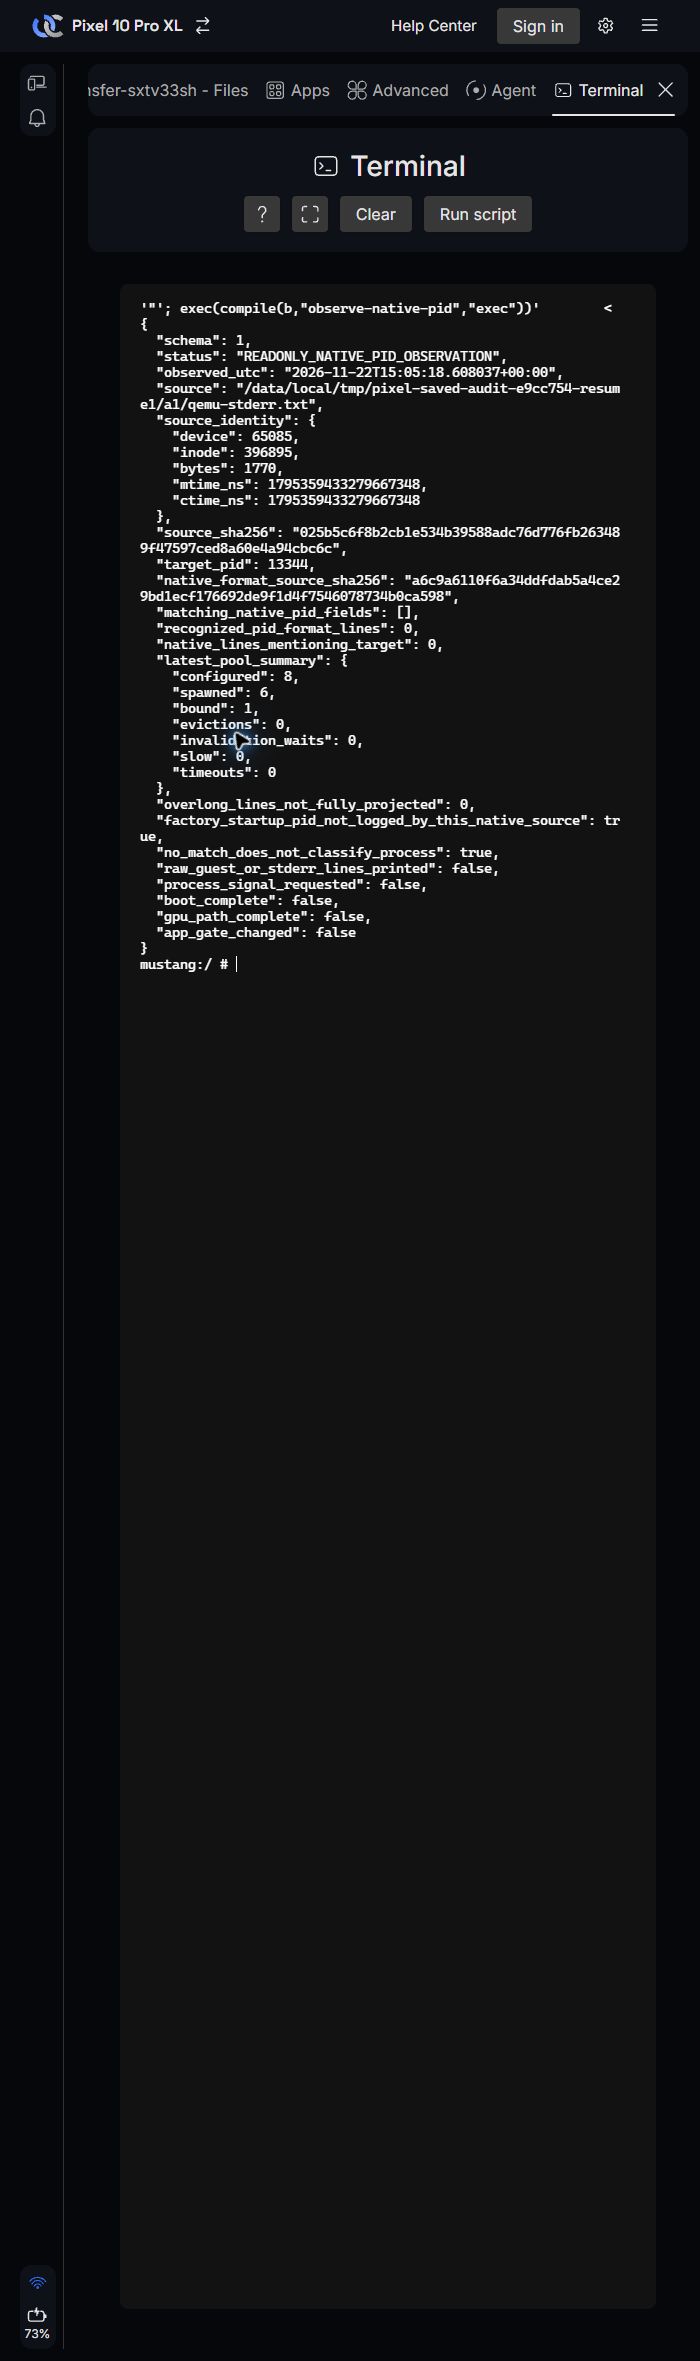 Pixel 10 Pro XL
Help Center
Sign in
nsfer-sxtv33sh - Files
Apps
Advanced
Agent
Terminal
Terminal
?
Clear
Run script
'"'; exec(compile(b,"observe-native-pid","exec"))' <
{
"schema": 1,
"status": "READONLY_NATIVE_PID_OBSERVATION",
"observed_utc": "2026-11-22T15:05:18.608037+00:00",
"source": "/data/local/tmp/pixel-saved-audit-e9cc754-resum
e1/a1/qemu-stderr.txt",
"source_identity": {
"device": 65085,
"inode": 396895,
"bytes": 1770,
"mtime_ns": 1795359433279667348,
"ctime_ns": 1795359433279667348
},
"source_sha256": "025b5c6f8b2cb1e534b39588adc76d776fb26348
9f47597ced8a60e4a94cbc6c",
"target_pid": 13344,
"native_format_source_sha256": "a6c9a6110f6a34ddfdab5a4ce2
9bd1ecf176692de9f1d4f7546078734b0ca598",
"matching_native_pid_fields": [],
"recognized_pid_format_lines": 0,
"native_lines_mentioning_target": 0,
"latest_pool_summary": {
"configured": 8,
"spawned": 6,
"bound": 1,
"evictions": 0,
"invalidation_waits": 0,
"slow": 0,
"timeouts": 0
},
"overlong_lines_not_fully_projected": 0,
"factory_startup_pid_not_logged_by_this_native_source": tr
ue,
"no_match_does_not_classify_process": true,
"raw_guest_or_stderr_lines_printed": false,
"process_signal_requested": false,
"boot_complete": false,
"gpu_path_complete": false,
"app_gate_changed": false
}
mustang:/ #
73%